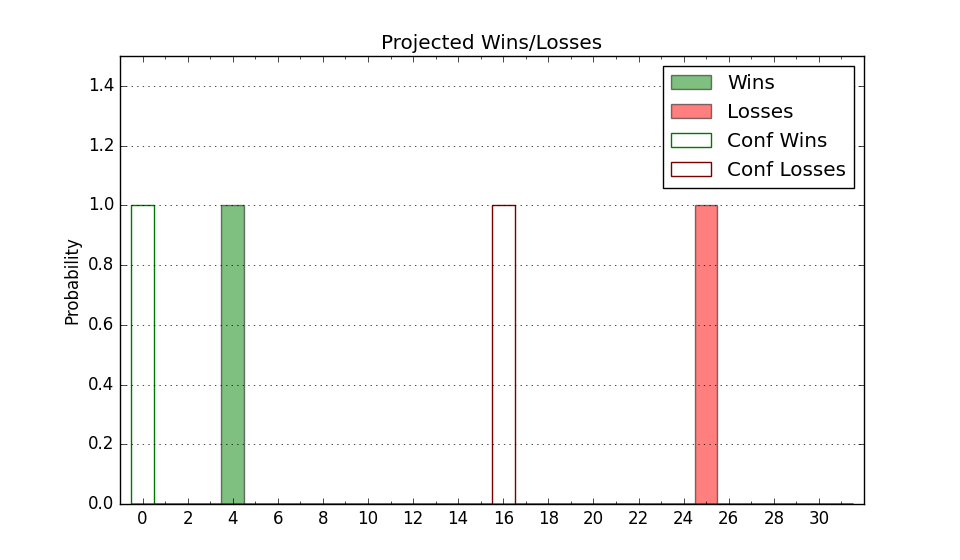 Projected Wins/Losses
1.4
1.2
1.0
0.8
0.6
0.4
0.2
0.0
Probability
Wins
Losses
Conf Wins
Conf Losses
0 2 4 6 8 10 12 14 16 18 20 22 24 26 28 30